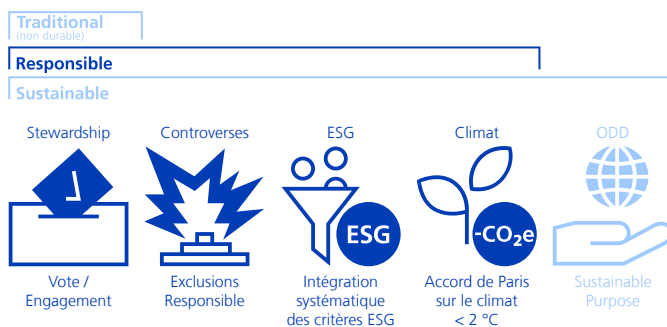 Traditional
(non durable)
Responsible
Sustainable
Stewardship
Controverses
ESG
Climat
ODD
ESG
-CO₂e
Vote /
Engagement
Exclusions
Responsible
Intégration
systématique
des critères ESG
Accord de Paris
sur le climat
< 2 °C
Sustainable
Purpose